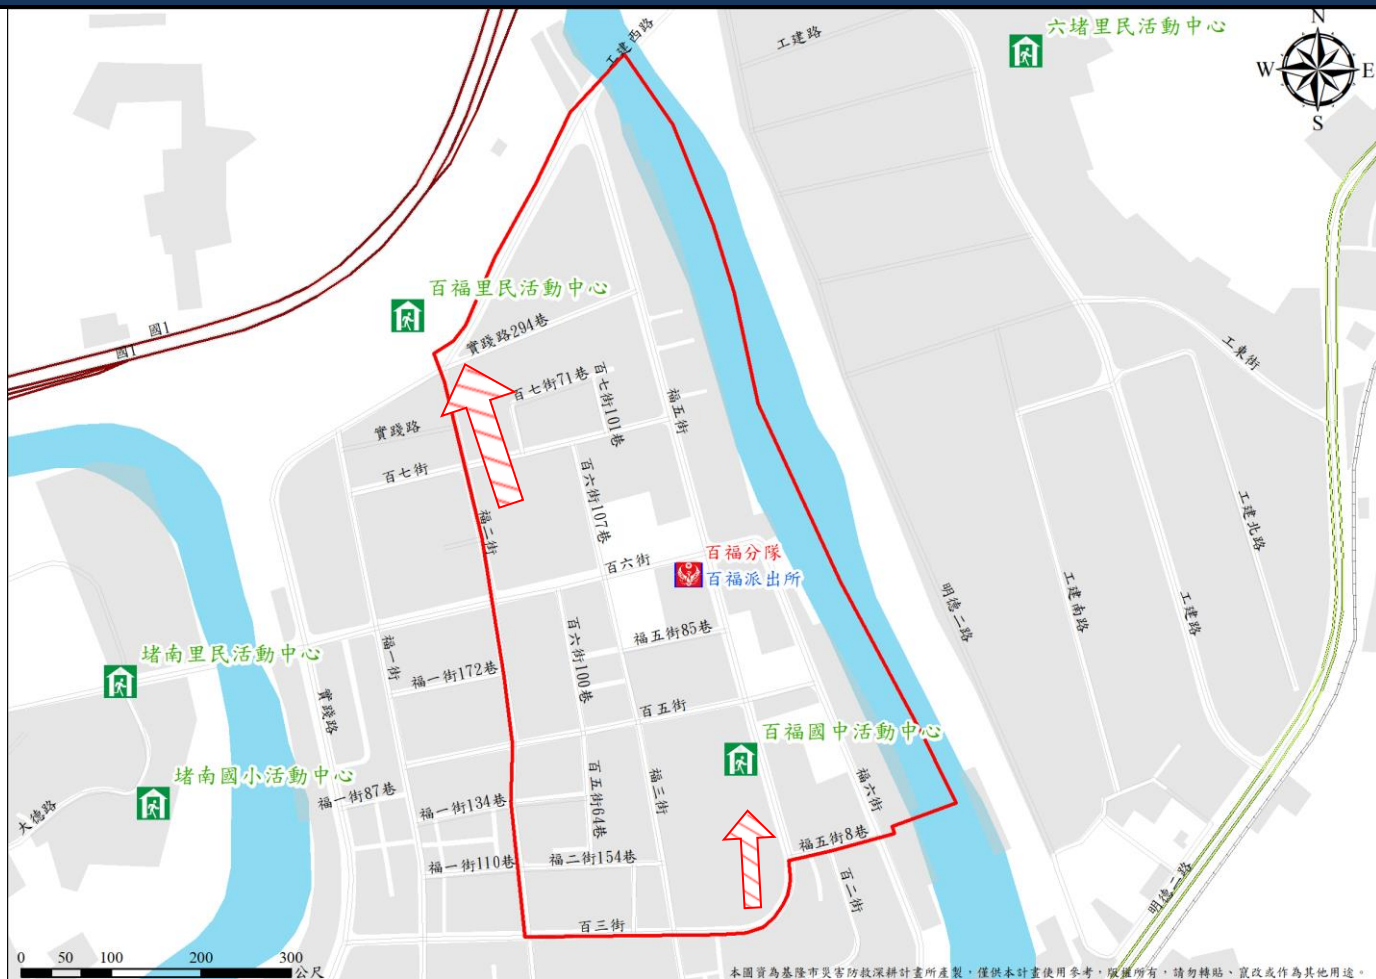 六堵里民活動中心
N
W
E
S
工建西路
工建路
百福里民活動中心
國1
國1
實踐路294巷
工東街
百七街71巷
百七街101巷
福五街
實踐路
百七街
百六街107巷
福二街
工建北路
百六街
百福分隊
百福派出所
明德二路
工建南路
工建路
百六街100巷
福五街85巷
堵南里民活動中心
福一街
福一街172巷
實踐路
百五街
百福國中活動中心
堵南國小活動中心
福一街87巷
大德路
福一街134巷
百五街64巷
福三街
福六街
福五街8巷
福一街110巷
福二街154巷
百二街
明德二路
百三街
0 50 100 200 300
公尺
本圖資為基隆市災害防救深耕計畫所產製，僅供本計畫使用參考，版權所有，請勿轉貼、竄改或作為其他用途。